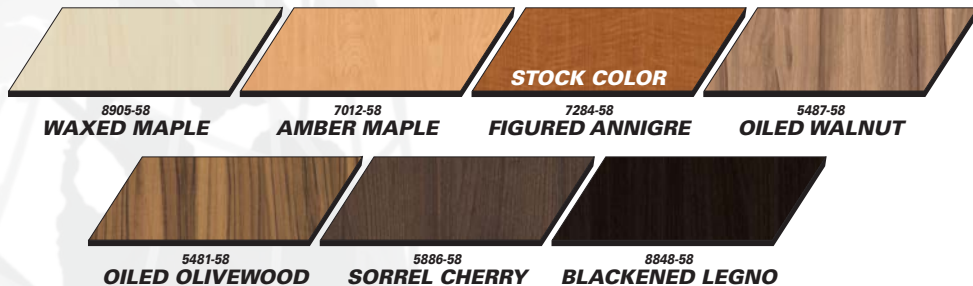 STOCK COLOR
8905-58
WAXED MAPLE
7012-58
AMBER MAPLE
7284-58
FIGURED ANNIGRE
5487-58
OILED WALNUT
5481-58
OILED OLIVEWOOD
5886-58
SORREL CHERRY
8848-58
BLACKENED LEGNO